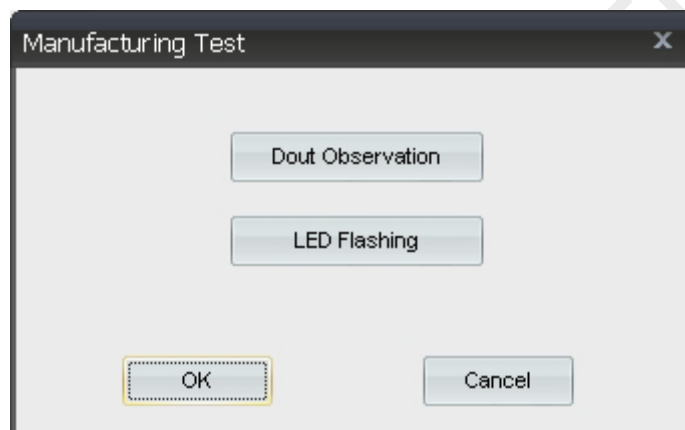 Manufacturing Test
X
Dout Observation
LED Flashing
OK
Cancel